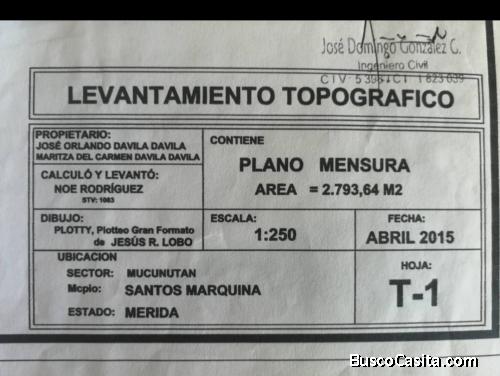 José Domingo González C.
Ingeniero Civil
LEVANTAMIENTO TOPOGRAFICO
PROPIETARIO:
JOSÉ ORLANDO DAVILA DAVILA
MARITZA DEL CARMEN DAVILA DAVILA
CALCULÓ Y LEVANTÓ:
NOE RODRÍGUEZ
STV: 1083
CONTIENE
PLANO MENSURA
AREA = 2.793,64 M2
DIBUJO:
PLOTTY, Plotteo Gran Formato
de JESÚS R. LOBO
ESCALA:
1:250
FECHA:
ABRIL 2015
UBICACION
SECTOR: MUCUNUTAN
Mcpio: SANTOS MARQUINA
ESTADO: MERIDA
HOJA:
T-1
BuscoCasita.com